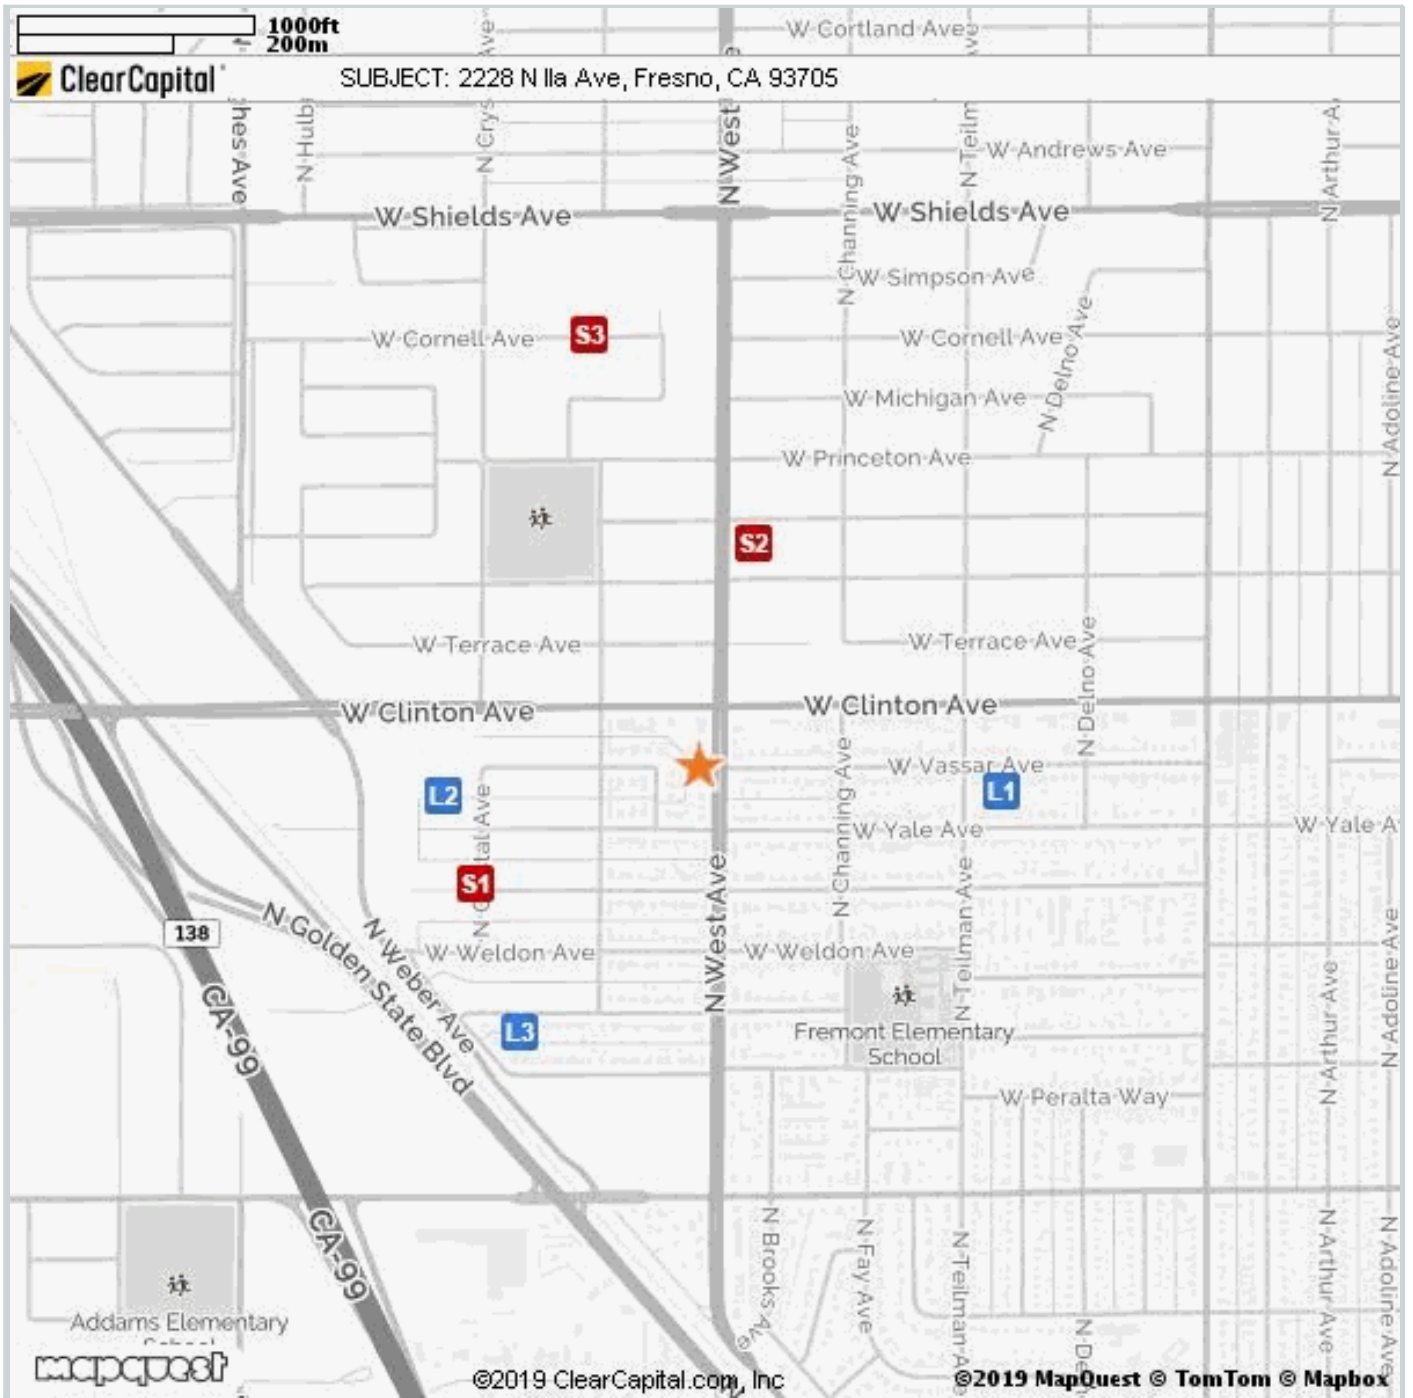 1000ft
200m
W Cortland Ave
ClearCapital
SUBJECT: 2228 N Ila Ave, Fresno, CA 93705
N West
W Andrews Ave
W Shields Ave
W Shields Ave
N Channing Ave
W Simpson Ave
S3
W Cornell Ave
W Cornell Ave
N Delno Ave
N Adoline Ave
W Michigan Ave
W Princeton Ave
S2
W Terrace Ave
W Terrace Ave
N Delno Ave
W Clinton Ave
W Clinton Ave
W Vassar Ave
L2
L1
N Channing Ave
W Yale Ave
W Yale A
S1
138
N Golden State Blvd
N Weber Ave
W Weldon Ave
N West Ave
W Weldon Ave
N Teilman Ave
N Arthur Ave
N Adoline Ave
CA-99
L3
Fremont Elementary
School
W Peralta Way
CA-99
N Brooks Ave
N Fay Ave
N Teilman Ave
N Arthur Ave
N Adoline Ave
Addams Elementary
School
mapquest
©2019 ClearCapital.com, Inc
©2019 MapQuest © TomTom © Mapbox